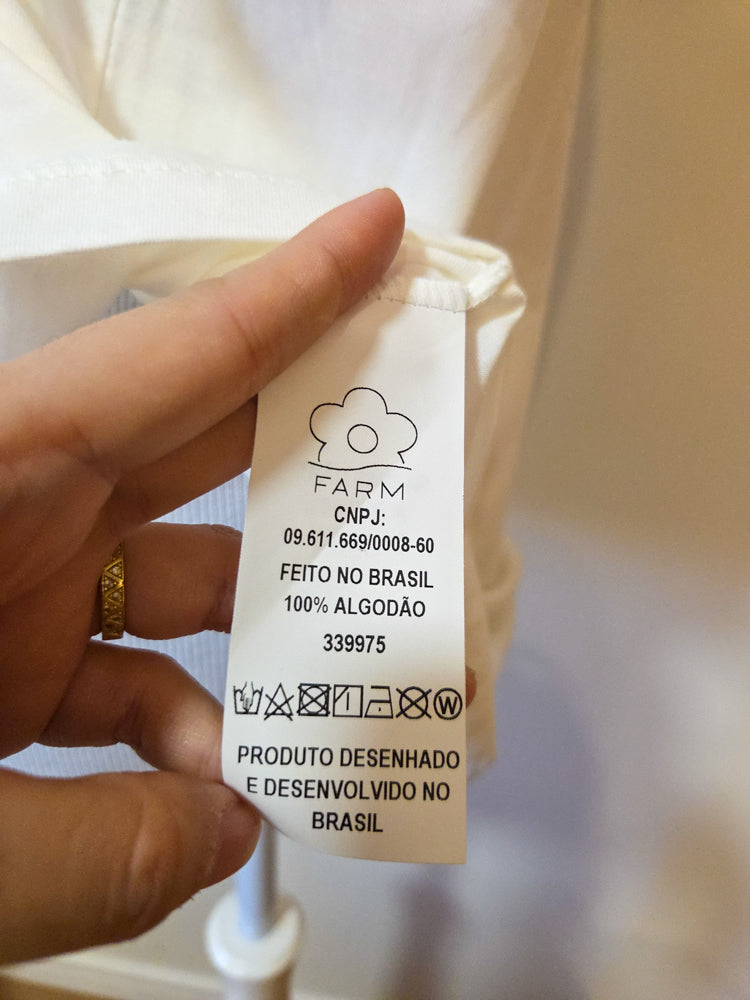 FARM
CNPJ:
09.611.669/0008-60
FEITO NO BRASIL
100% ALGODÃO
339975
W
PRODUTO DESENHADO
E DESENVOLVIDO NO
BRASIL